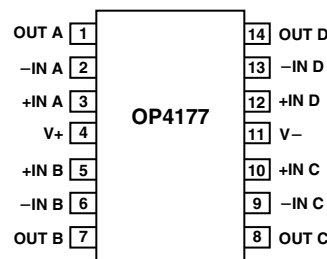 OUT A 1 14 OUT D
−IN A 2 13 −IN D
+IN A 3 12 +IN D
OP4177
V+ 4 11 V−
+IN B 5 10 +IN C
−IN B 6 9 −IN C
OUT B 7 8 OUT C